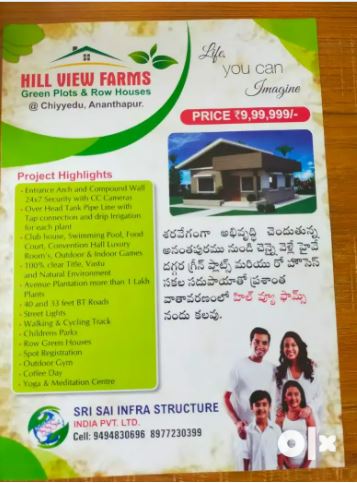 HILL VIEW FARMS
Green Plots & Row Houses
@ Chiyyedu, Ananthapur.
Life,
you can
Imagine
PRICE ₹9,99,999/-
Project Highlights
- Entrance Arch and Compound Wall
24x7 Security with CC Cameras
- Over Head Tank Pipe Line with
Tap connection and drip Irrigation
for each plant
- Club house, Swimming Pool, Food
Court, Convention Hall Luxury
Room's, Outdoor & Indoor Games
- 100% clear Title, Vastu
and Natural Environment
- Avenue Plantation more than 1 Lakh
Plants
- 40 and 33 feet BT Roads
- Street Lights
- Walking & Cycling Track
- Childrens Parks
- Row Green Houses
- Spot Registration
- Outdoor Gym
- Coffee Day
- Yoga & Meditation Centre
శరవేగంగా అభివృద్ధి చెందుతున్న
అనంతపురము నుండి చెన్నై వెళ్లే హైవే
దగ్గర గ్రీన్ ప్లాట్స్ మరియు రో హౌసెస్
సకల సదుపాయాతో ప్రశాంత
వాతావరణంలో హిల్ వ్యూ ఫామ్స్
నందు కలవు.
SRI SAI INFRA STRUCTURE
INDIA PVT. LTD.
Cell: 9494830696 8977230399
OLX